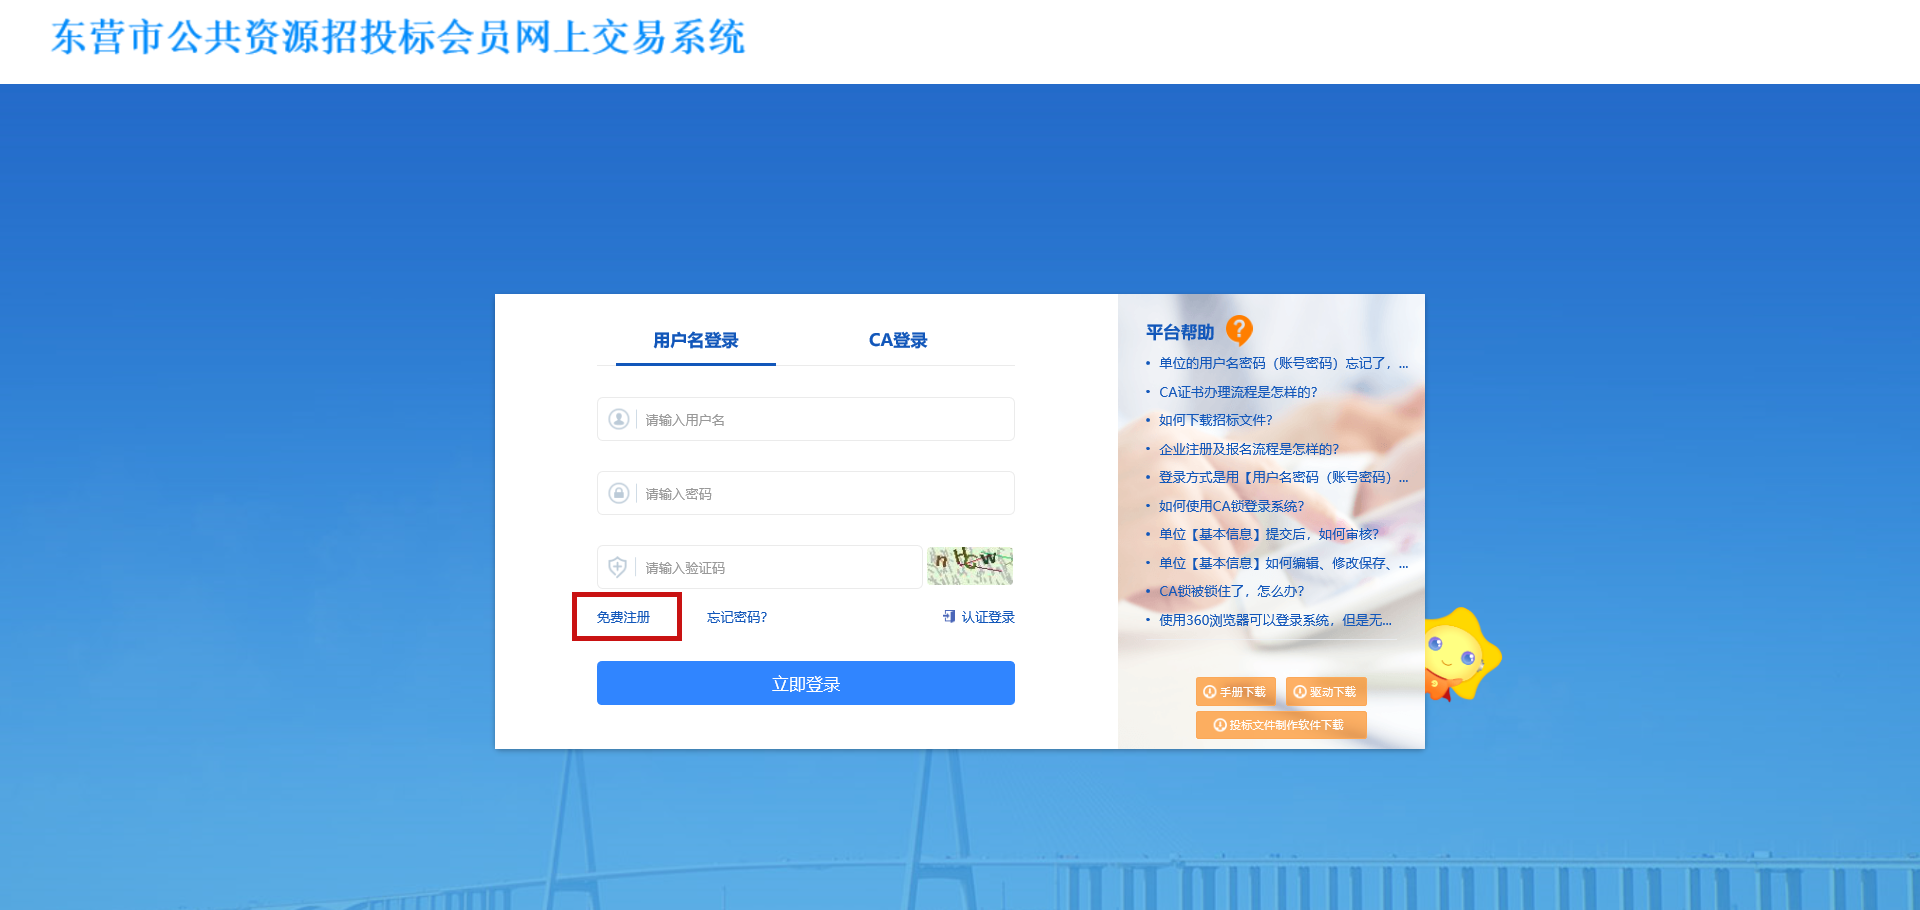 东营市公共资源招投标会员网上交易系统
用户名登录
CA登录
请输入用户名
请输入密码
请输入验证码
免费注册
忘记密码?
认证登录
立即登录
平台帮助
• 单位的用户名密码（账号密码）忘记了，...
• CA证书办理流程是怎样的?
• 如何下载招标文件?
• 企业注册及报名流程是怎样的?
• 登录方式是用【用户名密码（账号密码）...
• 如何使用CA锁登录系统?
• 单位【基本信息】提交后，如何审核?
• 单位【基本信息】如何编辑、修改保存、...
• CA锁被锁住了，怎么办?
• 使用360浏览器可以登录系统，但是无...
手册下载
驱动下载
投标文件制作软件下载